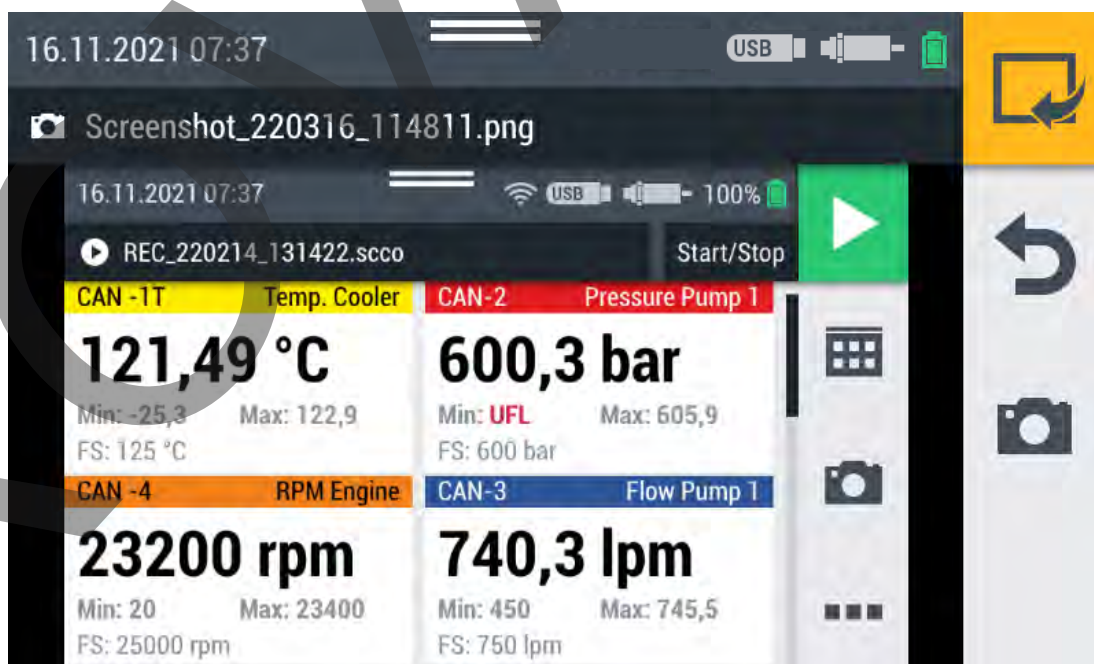 16.11.2021 07:37 USB
Screenshot_220316_114811.png
16.11.2021 07:37 USB 100%
REC_220214_131422.scco Start/Stop
CAN -1T Temp. Cooler CAN-2 Pressure Pump 1
121,49 °C 600,3 bar
Min: -25,3 Max: 122,9 Min: UFL Max: 605,9
FS: 125 °C FS: 600 bar
CAN -4 RPM Engine CAN-3 Flow Pump 1
23200 rpm 740,3 lpm
Min: 20 Max: 23400 Min: 450 Max: 745,5
FS: 25000 rpm FS: 750 lpm